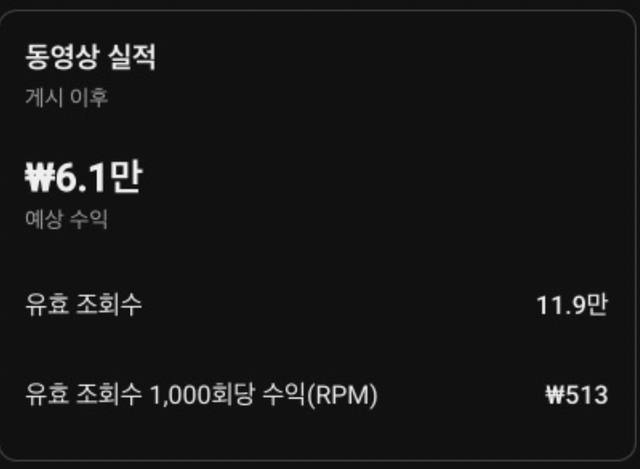 동영상 실적
게시 이후
₩6.1만
예상 수익
유효 조회수 11.9만
유효 조회수 1,000회당 수익(RPM) ₩513